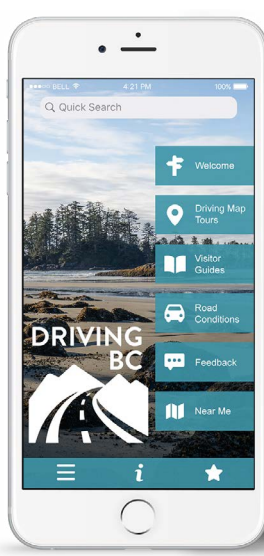 BELL
4:21 PM
100%
Quick Search
Welcome
Driving Map
Tours
Visitor
Guides
Road
Conditions
DRIVING
BC
Feedback
Near Me
i